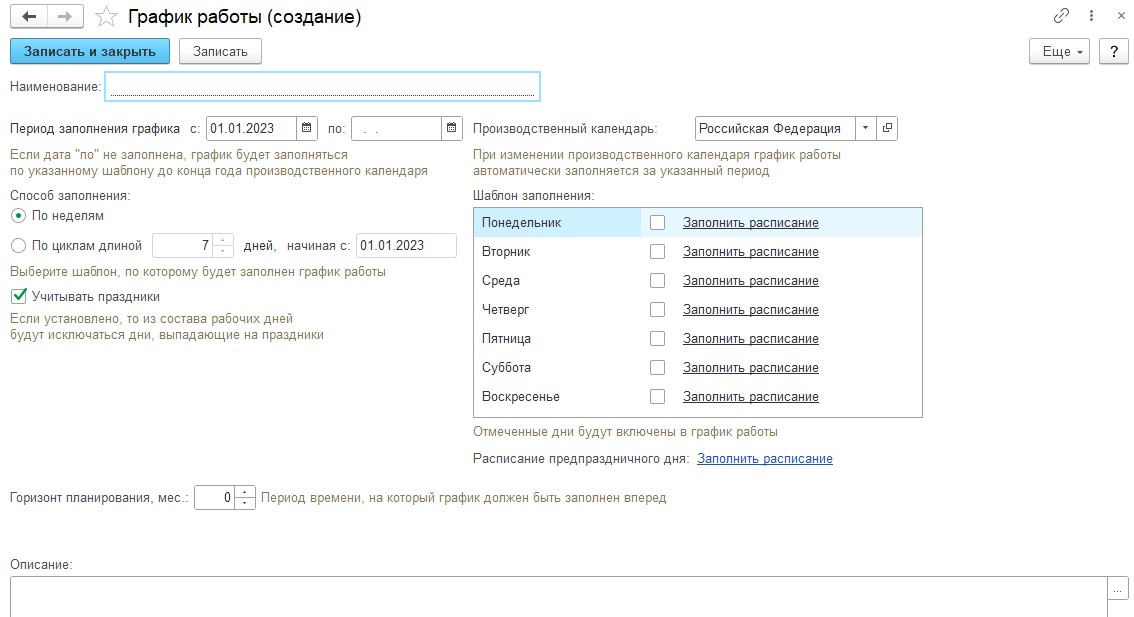 График работы (создание)
Записать и закрыть
Записать
Еще
?
Наименование:
Период заполнения графика с: 01.01.2023 по: . .
Производственный календарь: Российская Федерация
Если дата "по" не заполнена, график будет заполняться
по указанному шаблону до конца года производственного календаря
При изменении производственного календаря график работы
автоматически заполняется за указанный период
Способ заполнения:
По неделям
По циклам длиной 7 дней, начиная с: 01.01.2023
Выберите шаблон, по которому будет заполнен график работы
Учитывать праздники
Если установлено, то из состава рабочих дней
будут исключаться дни, выпадающие на праздники
Шаблон заполнения:
Понедельник Заполнить расписание
Вторник Заполнить расписание
Среда Заполнить расписание
Четверг Заполнить расписание
Пятница Заполнить расписание
Суббота Заполнить расписание
Воскресенье Заполнить расписание
Отмеченные дни будут включены в график работы
Расписание предпраздничного дня: Заполнить расписание
Горизонт планирования, мес.: 0 Период времени, на который график должен быть заполнен вперед
Описание:
...